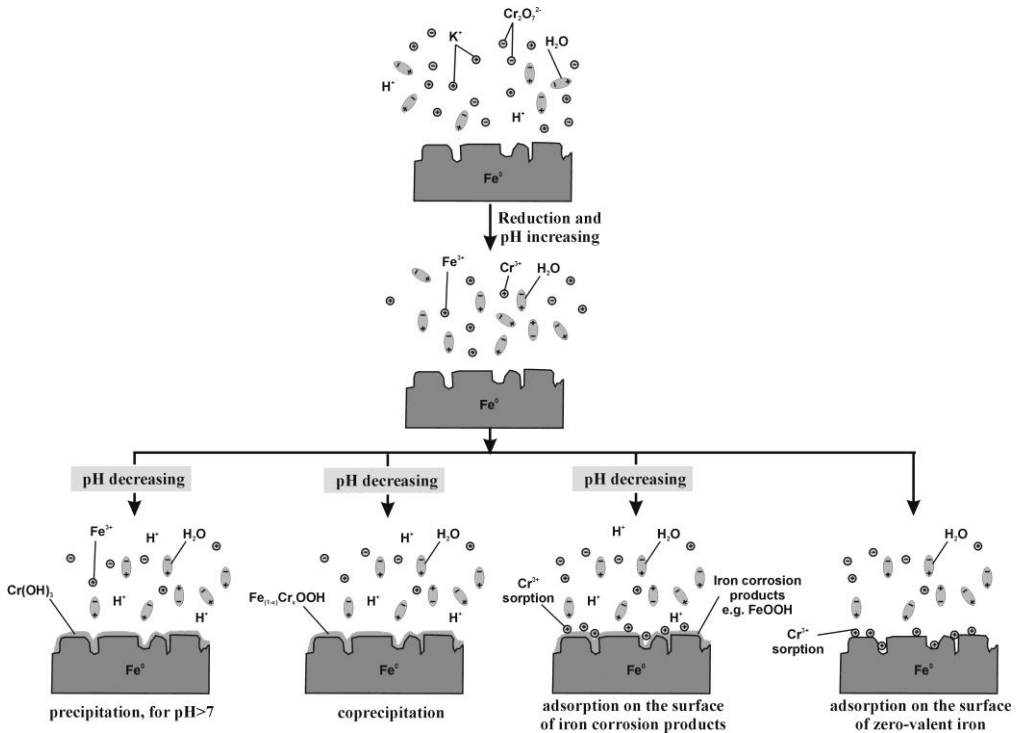 Cr₂O₇²⁻
K⁺
H₂O
H⁺
H⁺
Fe⁰
Reduction and
pH increasing
Fe³⁺
Cr³⁺
H₂O
Fe⁰
pH decreasing
pH decreasing
pH decreasing
Fe³⁺
H⁺
H₂O
Cr(OH)₃
H⁺
H⁺
Fe⁰
precipitation, for pH>7
H⁺
H₂O
Fe₍₁₋ₓ₎CrₓOOH
H⁺
H⁺
Fe⁰
coprecipitation
H⁺
H₂O
Cr³⁺
sorption
H⁺
H⁺
Iron corrosion
products
e.g. FeOOH
Fe⁰
adsorption on the surface
of iron corrosion products
H₂O
Cr³⁺
sorption
Fe⁰
adsorption on the surface
of zero-valent iron